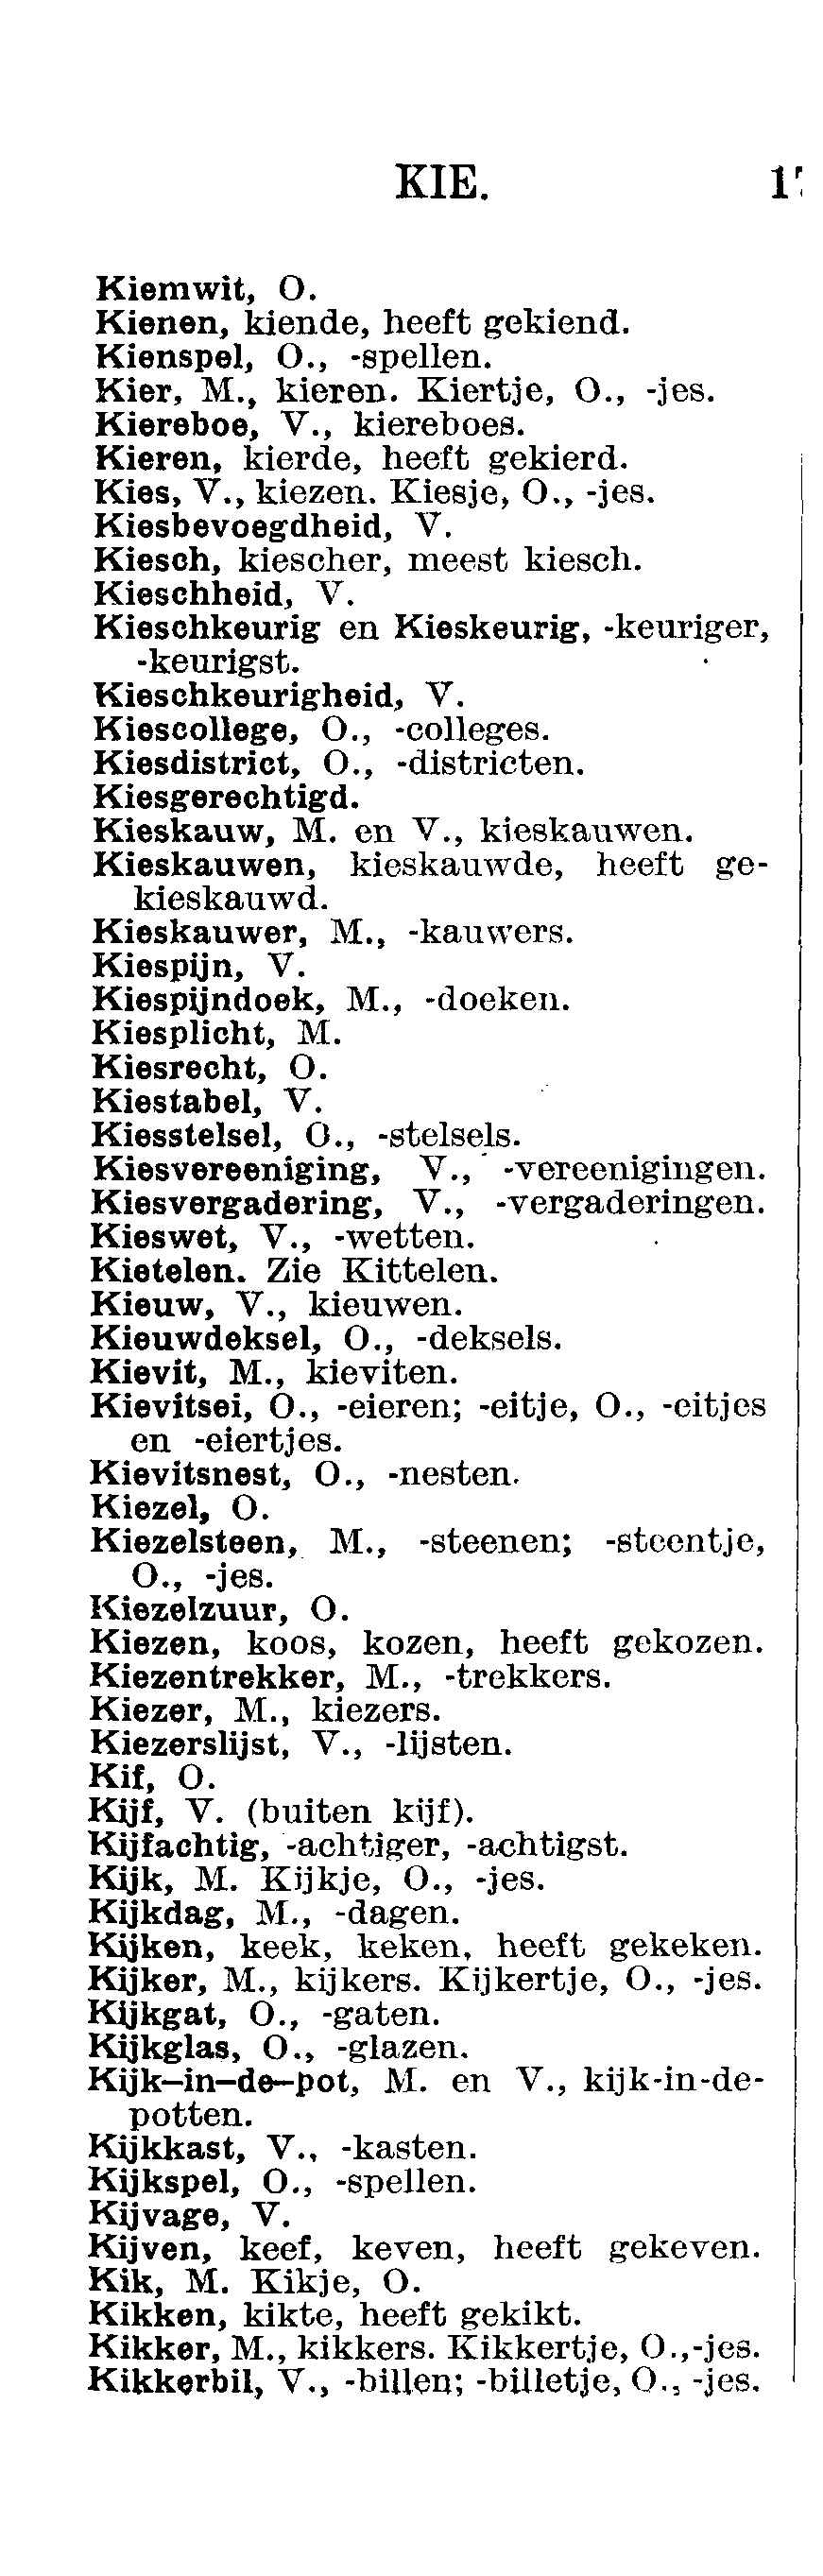 KIE.
Kiemwit, O.
Kienen, kiende, heeft gekiend.
Kienspel, O., -spellen.
Kier, M., kieren. Kiertje, O., -jes.
Kiereboe, V., kiereboes.
Kieren, kierde, heeft gekierd.
Kies, V., kiezen. Kiesje, O., -jes.
Kiesbevoegdheid, V.
Kiesch, kiescher, meest kiesch.
Kieschheid, V.
Kieschkeurig en Kieskeurig, -keuriger,
-keurigst.
Kieschkeurigheid, V.
Kiescollege, O., -colleges.
Kiesdistrict, O., -districten.
Kiesgerechtigd.
Kieskauw, M. en V., kieskauwen.
Kieskauwen, kieskauwde, heeft ge-
kieskauwd.
Kieskauwer, M., -kauwers.
Kiespijn, V.
Kiespijndoek, M., -doeken.
Kiesplicht, M.
Kiesrecht, O.
Kiestabel, V.
Kiesstelsel, O., -stelsels.
Kiesvereeniging, V., -vereenigingen.
Kiesvergadering, V., -vergaderingen.
Kieswet, V., -wetten.
Kietelen. Zie Kittelen.
Kieuw, V., kieuwen.
Kieuwdeksel, O., -deksels.
Kievit, M., kieviten.
Kievitsei, O., -eieren; -eitje, O., -eitjes
en -eiertjes.
Kievitsnest, O., -nesten.
Kiezel, O.
Kiezelsteen, M., -steenen; -steentje,
O., -jes.
Kiezelzuur, O.
Kiezen, koos, kozen, heeft gekozen.
Kiezentrekker, M., -trekkers.
Kiezer, M., kiezers.
Kiezerslijst, V., -lijsten.
Kif, O.
Kijf, V. (buiten kijf).
Kijfachtig, -achtiger, -achtigst.
Kijk, M. Kijkje, O., -jes.
Kijkdag, M., -dagen.
Kijken, keek, keken, heeft gekeken.
Kijker, M., kijkers. Kijkertje, O., -jes.
Kijkgat, O., -gaten.
Kijkglas, O., -glazen.
Kijk-in-de-pot, M. en V., kijk-in-de-
potten.
Kijkkast, V., -kasten.
Kijkspel, O., -spellen.
Kijvage, V.
Kijven, keef, keven, heeft gekeven.
Kik, M. Kikje, O.
Kikken, kikte, heeft gekikt.
Kikker, M., kikkers. Kikkertje, O.,-jes.
Kikkerbil, V., -billen; -billetje, O., -jes.